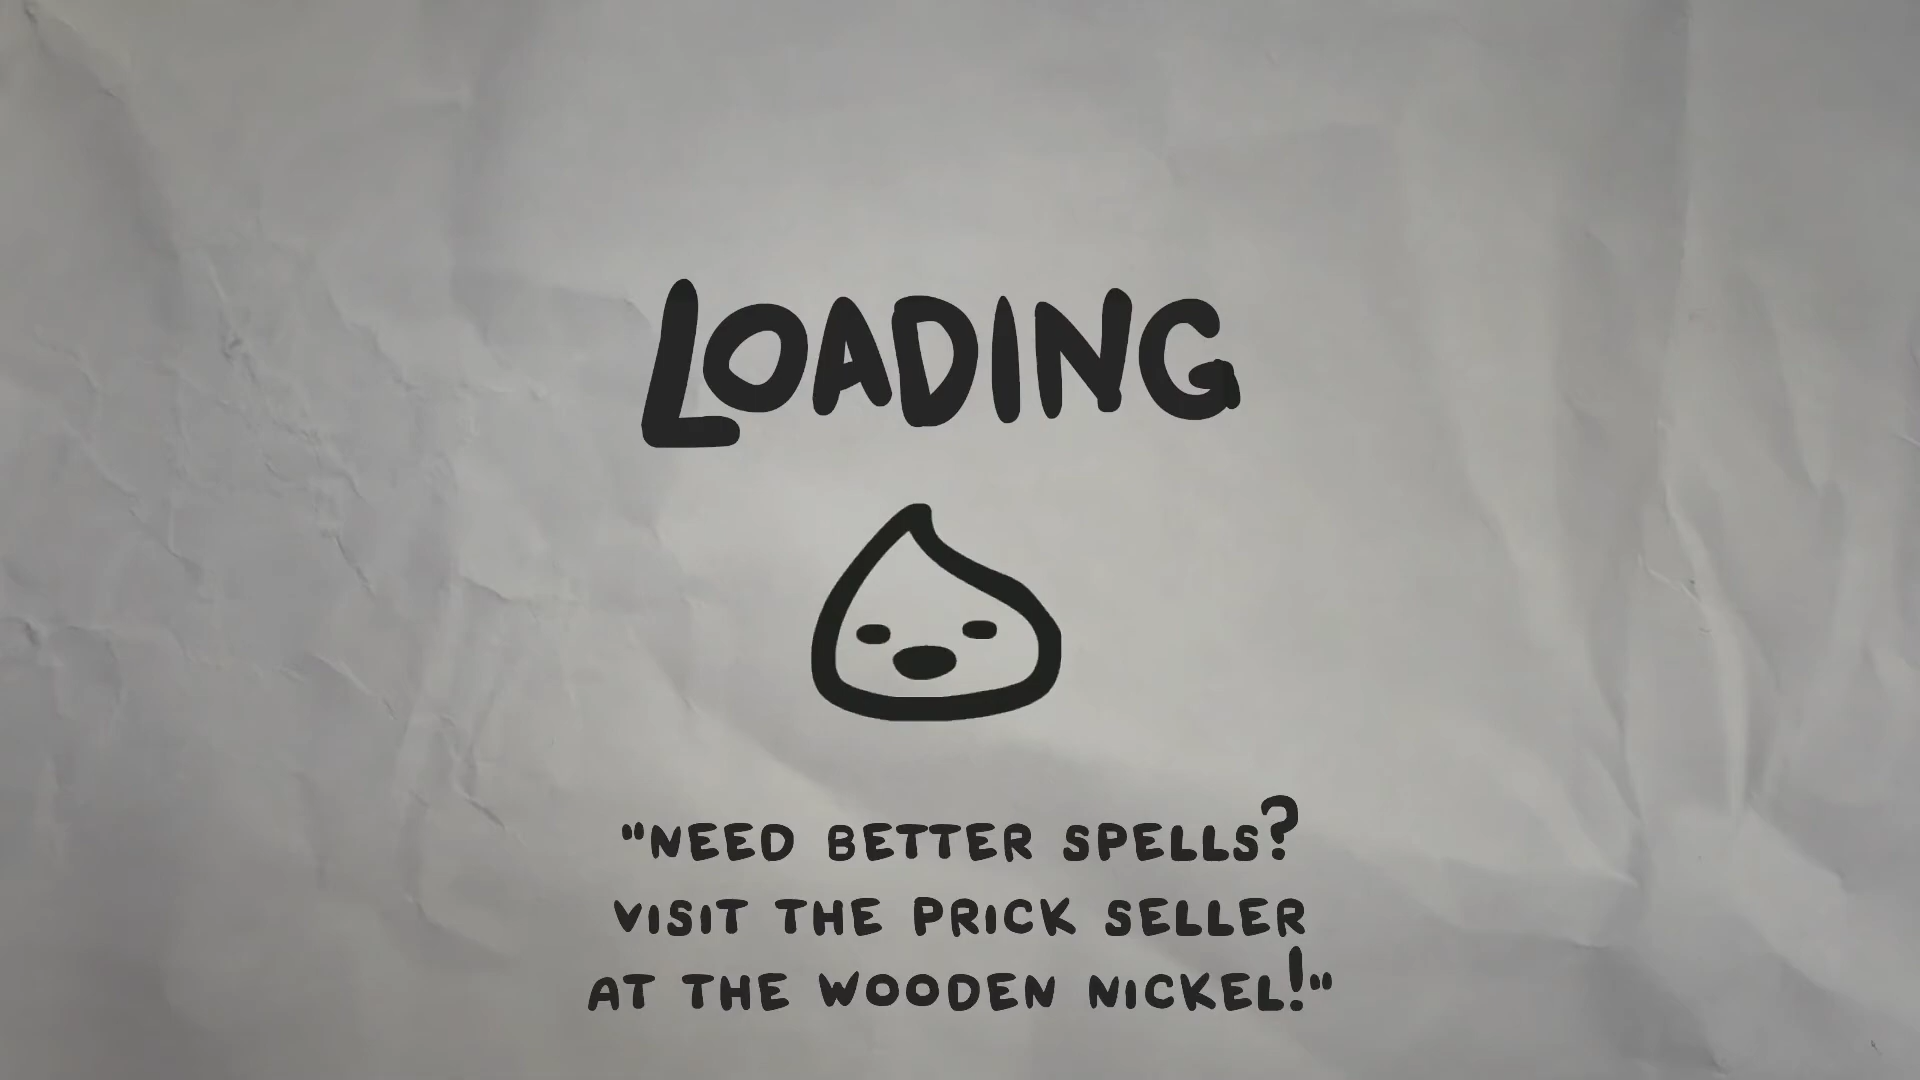 LOADING
"NEED BETTER SPELLS?
VISIT THE PRICK SELLER
AT THE WOODEN NICKEL!"